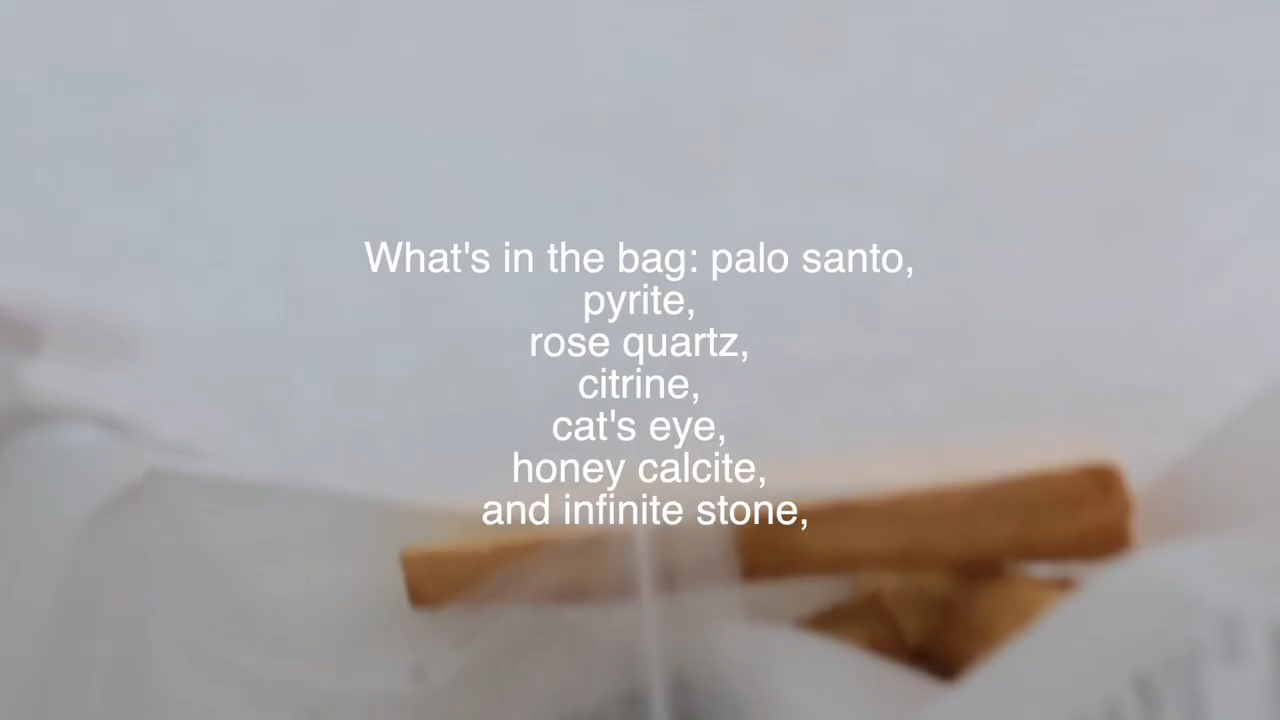 What's in the bag: palo santo,
pyrite,
rose quartz,
citrine,
cat's eye,
honey calcite,
and infinite stone,